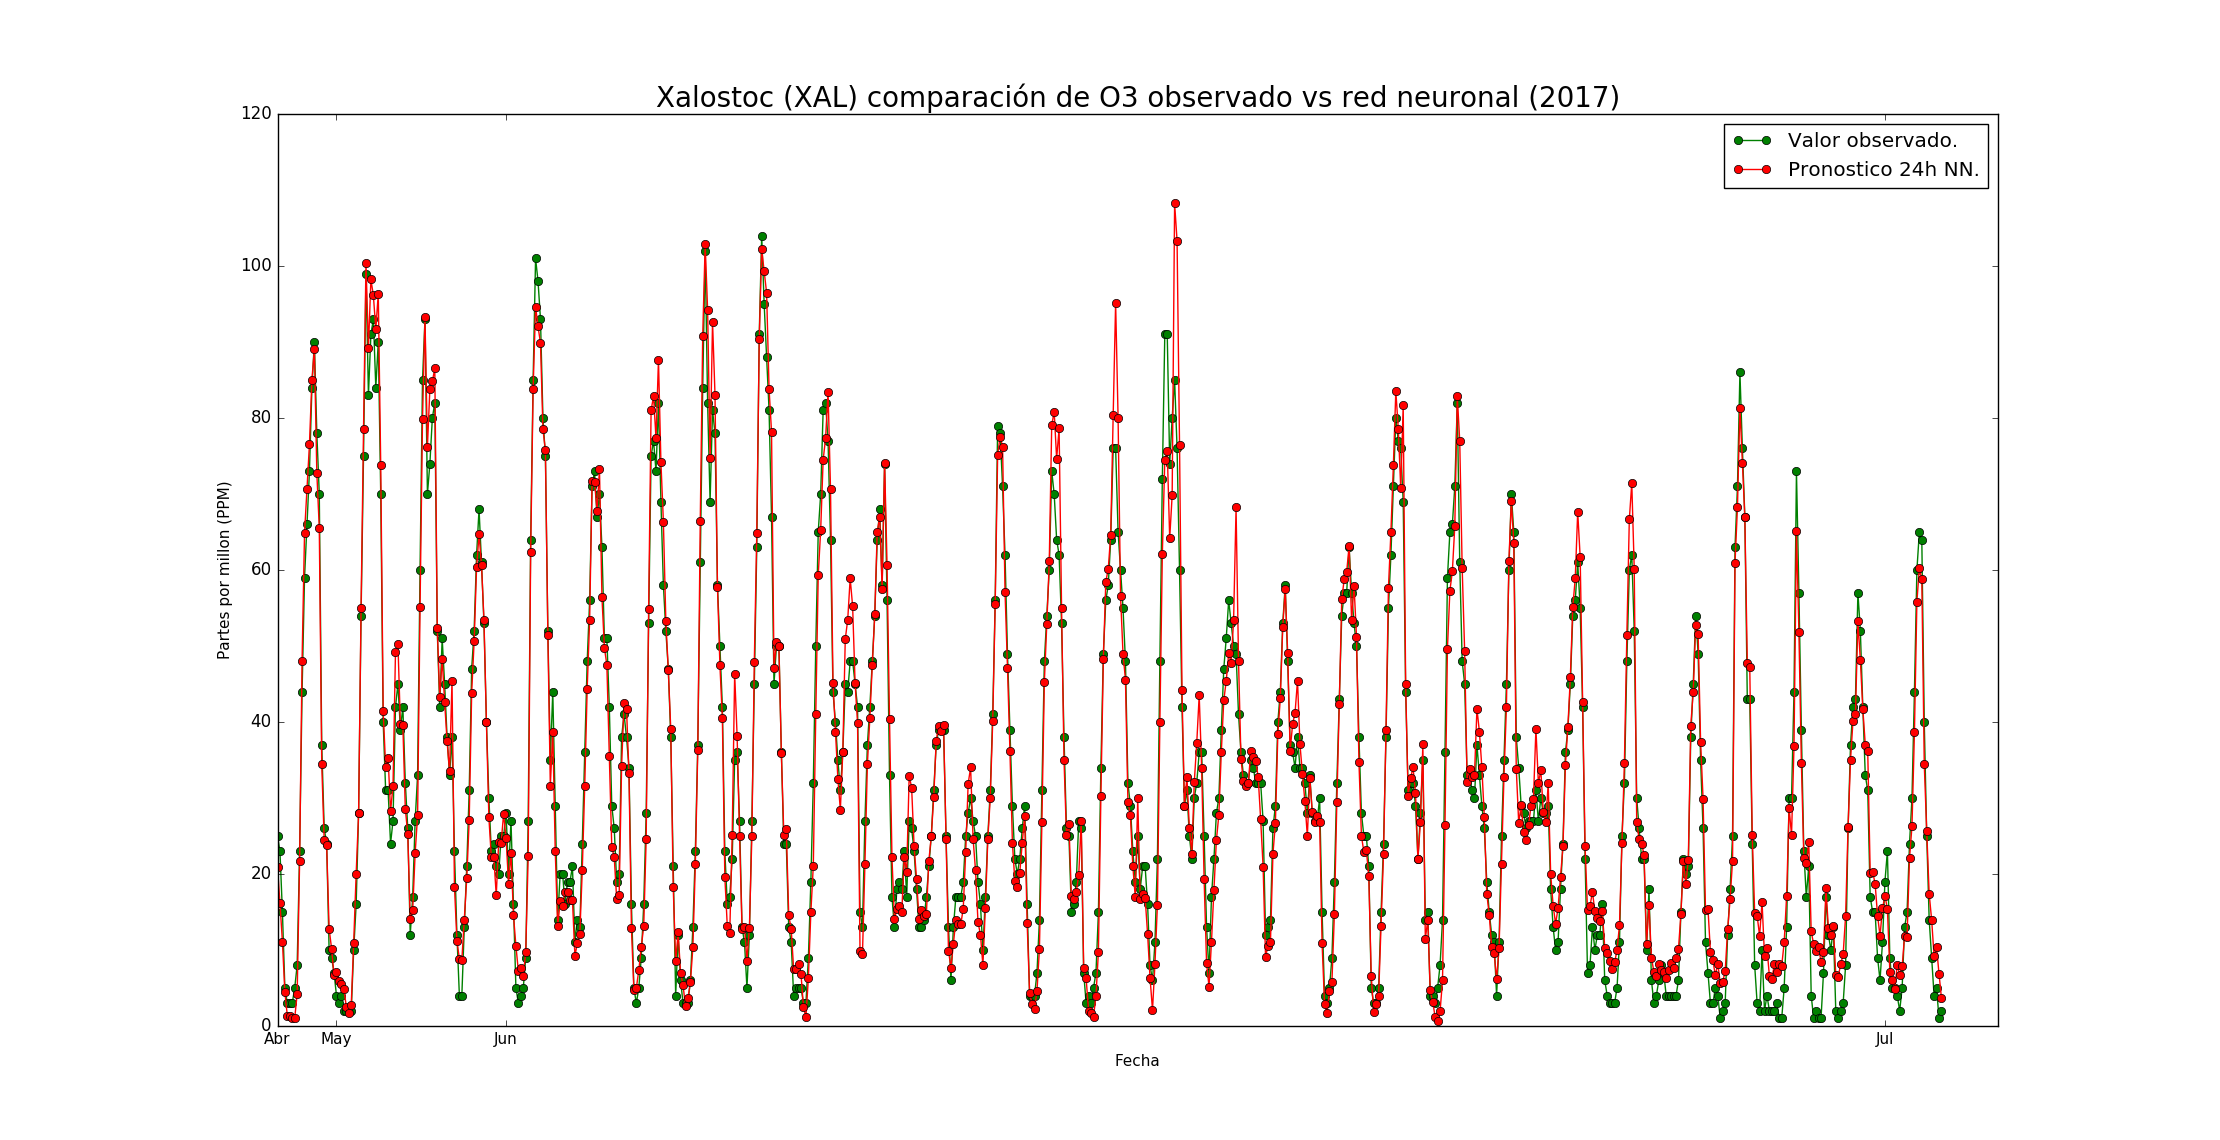 Xalostoc (XAL) comparación de O3 observado vs red neuronal (2017)
Valor observado.
Pronostico 24h NN.
Partes por millon (PPM)
120
100
80
60
40
20
0
Abr May Jun Jul
Fecha